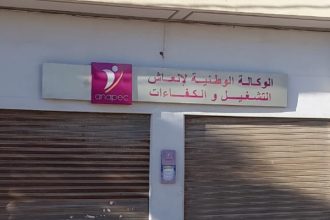 الوكالة الوطنية لإنعاش
التشغيل و الكفاءات
anapec